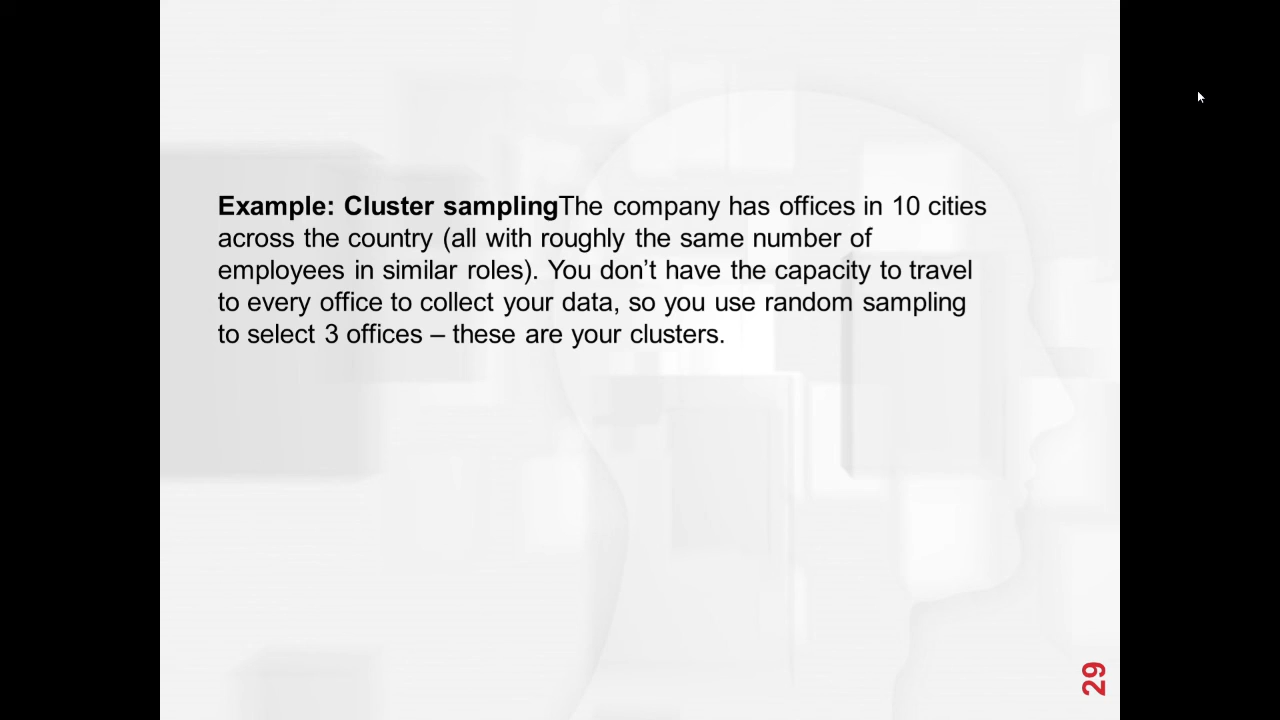 Example: Cluster samplingThe company has offices in 10 cities
across the country (all with roughly the same number of
employees in similar roles). You don’t have the capacity to travel
to every office to collect your data, so you use random sampling
to select 3 offices – these are your clusters.
29